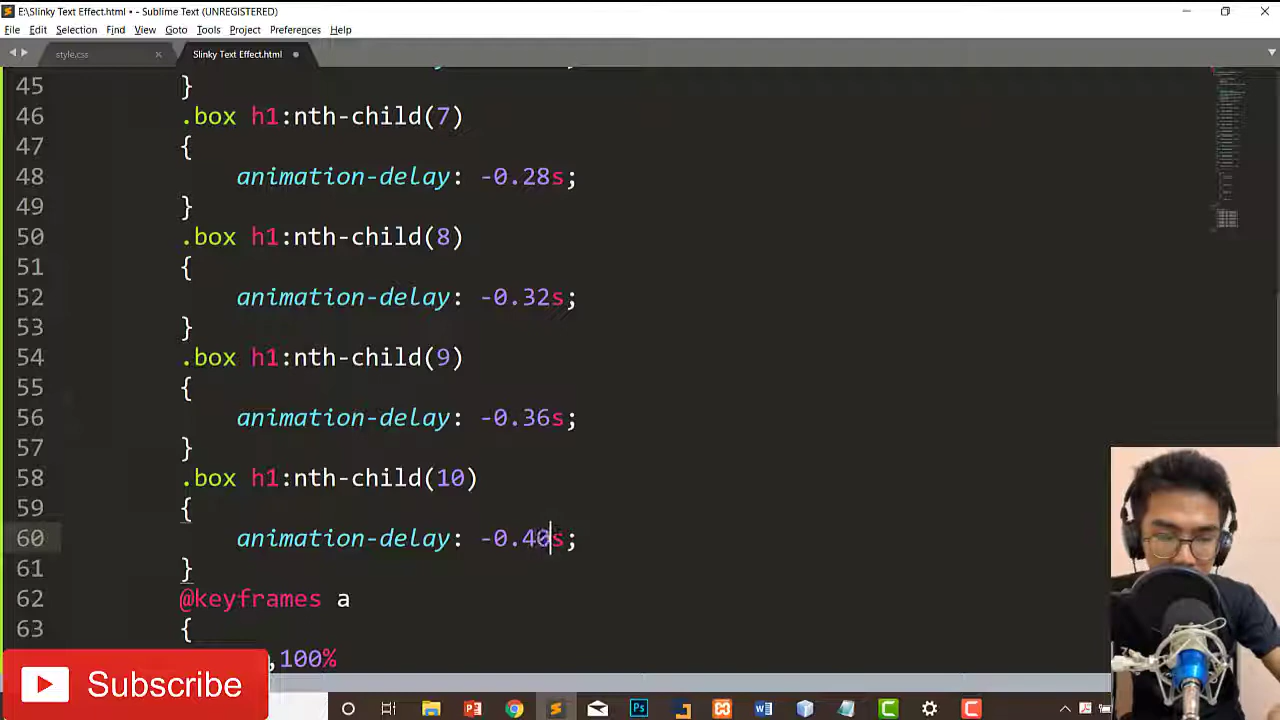 E:\Slinky Text Effect.html • - Sublime Text (UNREGISTERED)
File Edit Selection Find View Goto Tools Project Preferences Help
style.css × Slinky Text Effect.html
45 }
46 .box h1:nth-child(7)
47 {
48 animation-delay: -0.28s;
49 }
50 .box h1:nth-child(8)
51 {
52 animation-delay: -0.32s;
53 }
54 .box h1:nth-child(9)
55 {
56 animation-delay: -0.36s;
57 }
58 .box h1:nth-child(10)
59 {
60 animation-delay: -0.40s;
61 }
62 @keyframes a
63 {
,100%
Subscribe